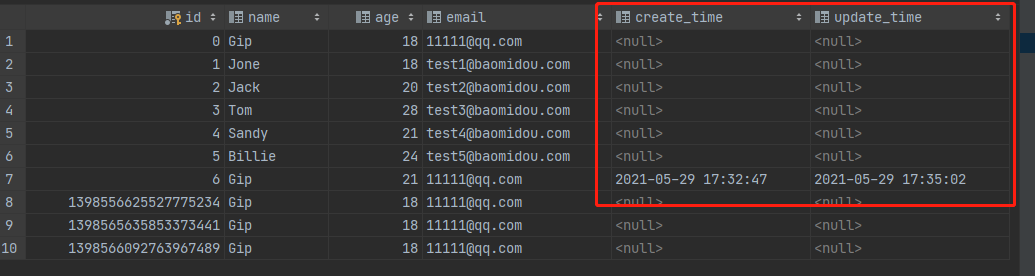 id name age email create_time update_time
1 0 Gip 18 11111@qq.com <null> <null>
2 1 Jone 18 test1@baomidou.com <null> <null>
3 2 Jack 20 test2@baomidou.com <null> <null>
4 3 Tom 28 test3@baomidou.com <null> <null>
5 4 Sandy 21 test4@baomidou.com <null> <null>
6 5 Billie 24 test5@baomidou.com <null> <null>
7 6 Gip 21 11111@qq.com 2021-05-29 17:32:47 2021-05-29 17:35:02
8 1398556625527775234 Gip 18 11111@qq.com <null> <null>
9 1398565635853373441 Gip 18 11111@qq.com <null> <null>
10 1398566092763967489 Gip 18 11111@qq.com <null> <null>